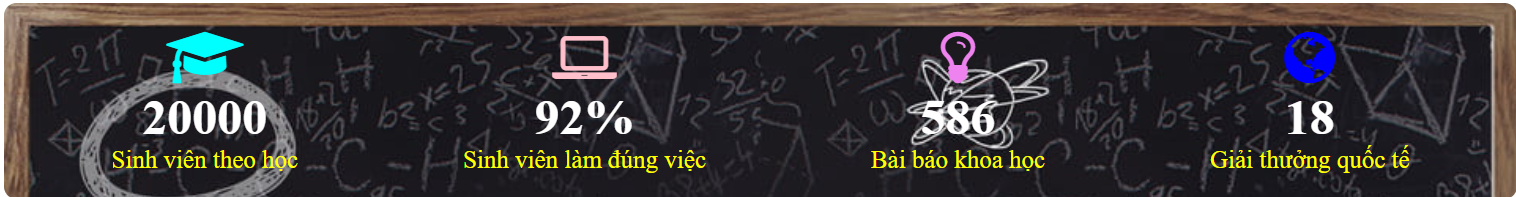 20000
Sinh viên theo học
92%
Sinh viên làm đúng việc
586
Bài báo khoa học
18
Giải thưởng quốc tế